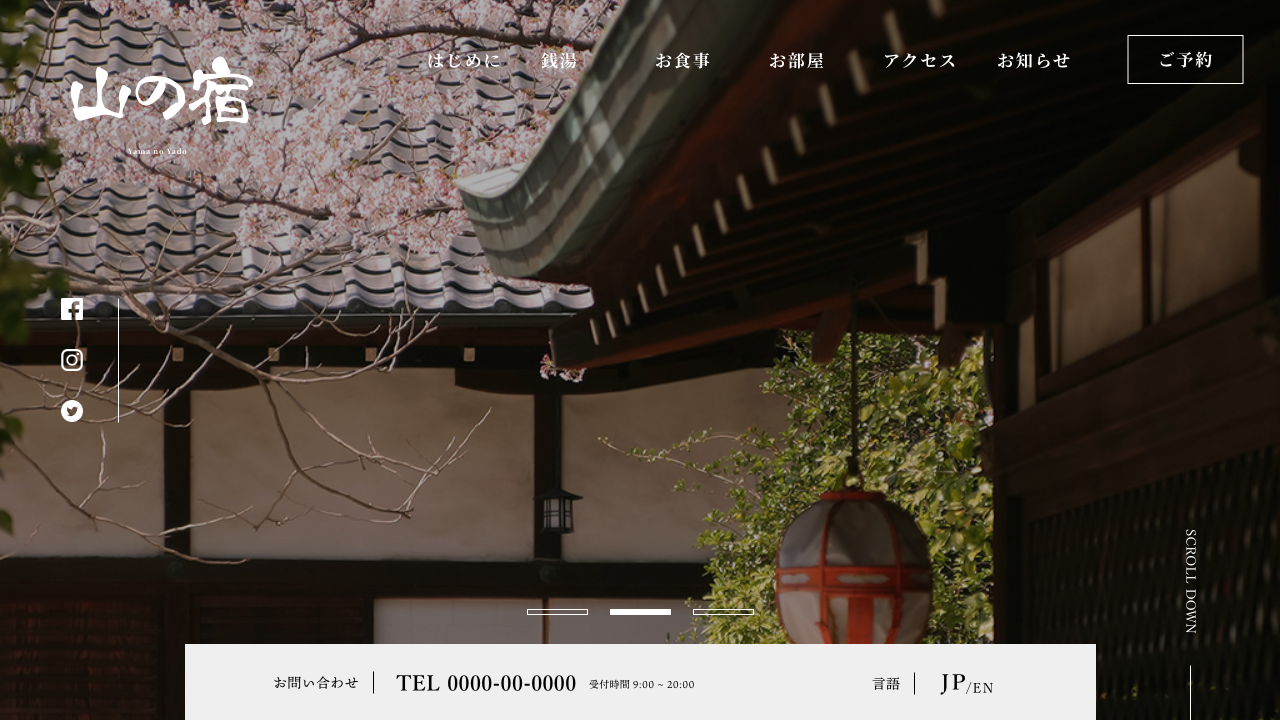 山の宿
Yama no Yado
はじめに 銭湯 お食事 お部屋 アクセス お知らせ ご予約
SCROLL DOWN
お問い合わせ TEL 0000-00-0000 受付時間 9:00 ~ 20:00 言語 JP/EN